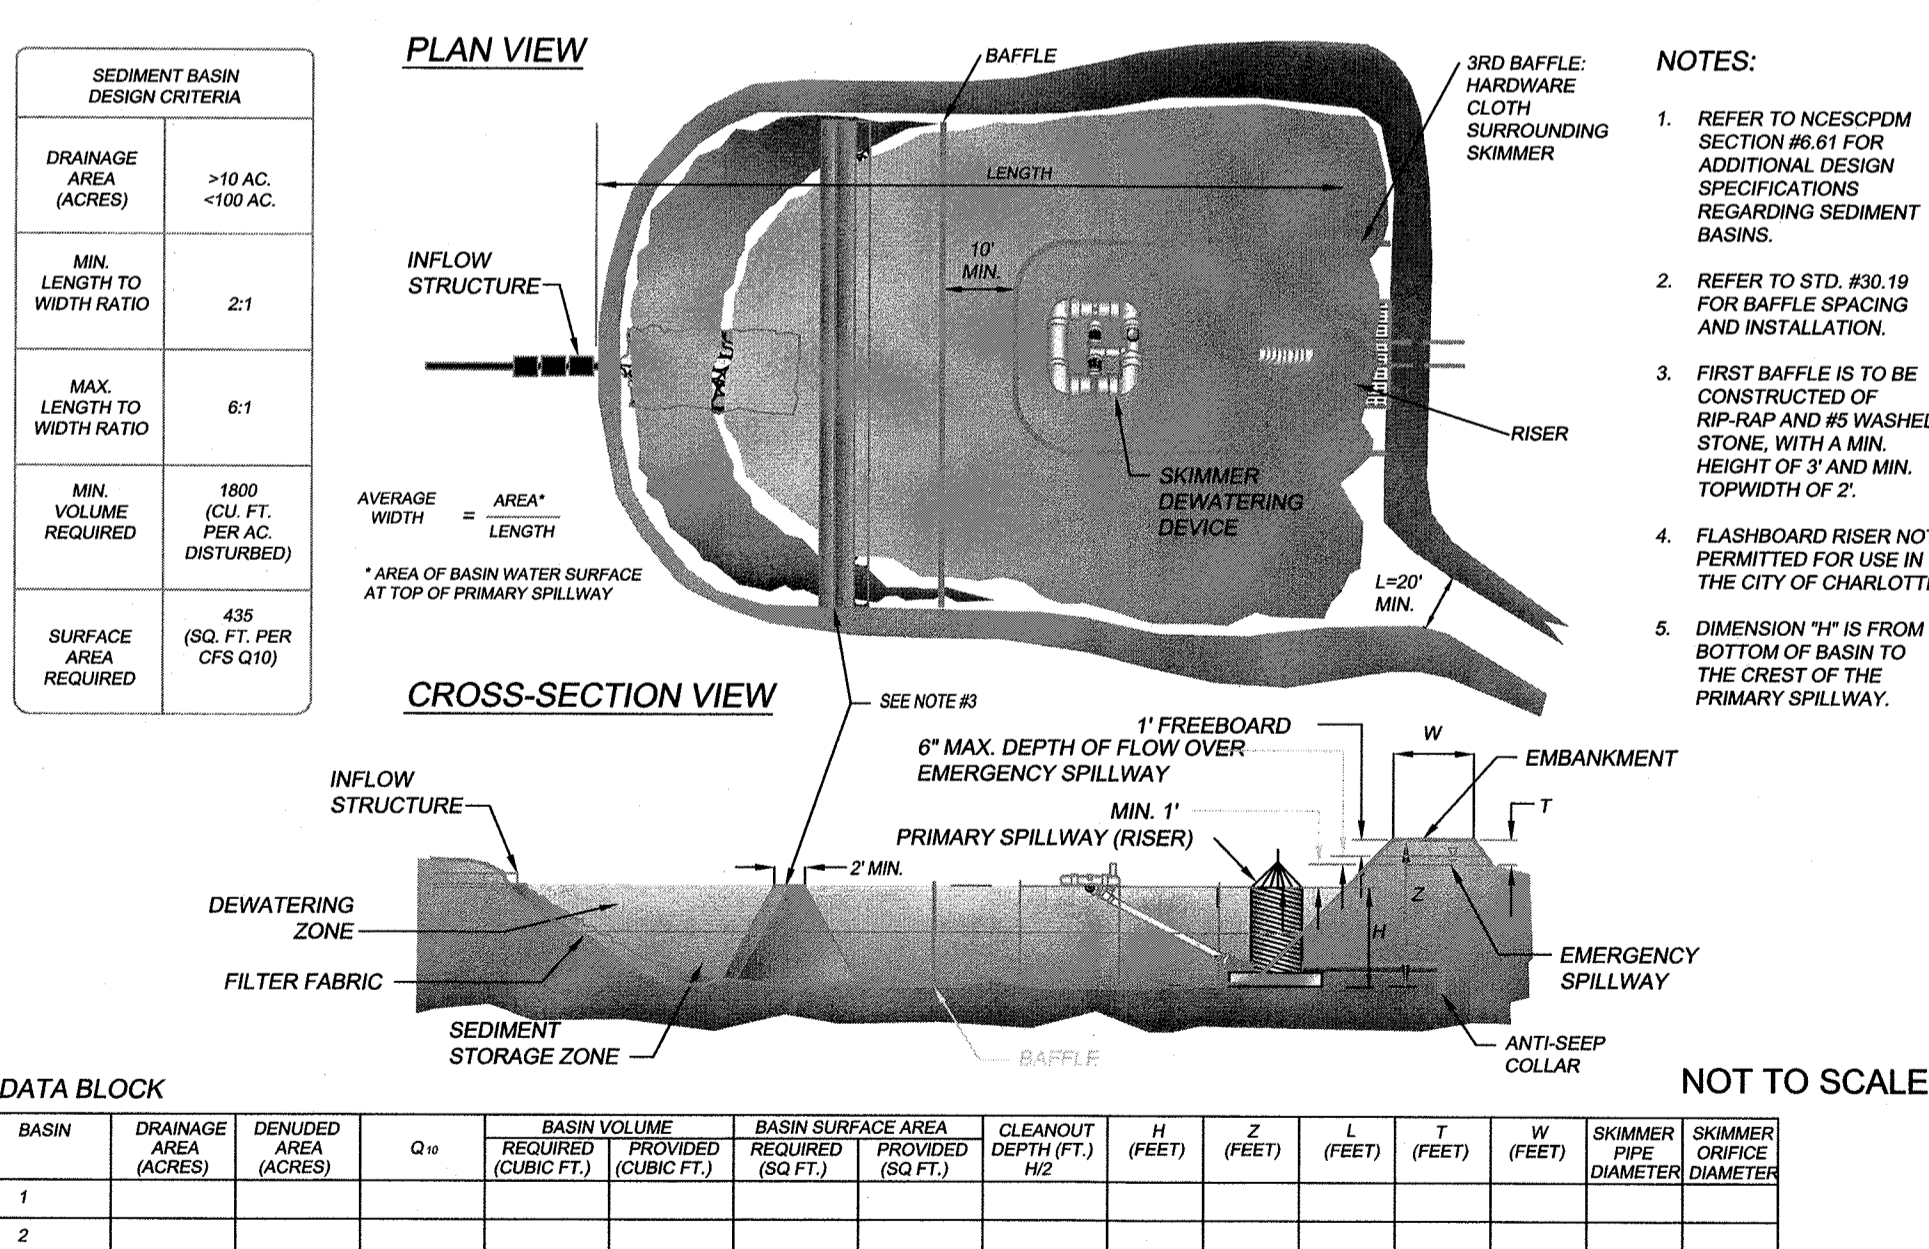 SEDIMENT BASIN
DESIGN CRITERIA
DRAINAGE
AREA
(ACRES)
>10 AC.
<100 AC.
MIN.
LENGTH TO
WIDTH RATIO
2:1
MAX.
LENGTH TO
WIDTH RATIO
6:1
MIN.
VOLUME
REQUIRED
1800
(CU. FT.
PER AC.
DISTURBED)
SURFACE
AREA
REQUIRED
435
(SQ. FT. PER
CFS Q10)
PLAN VIEW
BAFFLE
3RD BAFFLE:
HARDWARE
CLOTH
SURROUNDING
SKIMMER
LENGTH
10'
MIN.
INFLOW
STRUCTURE
RISER
SKIMMER
DEWATERING
DEVICE
AVERAGE
WIDTH
=
AREA*
LENGTH
* AREA OF BASIN WATER SURFACE
AT TOP OF PRIMARY SPILLWAY
L=20'
MIN.
NOTES:
1. REFER TO NCESCPDM
SECTION #6.61 FOR
ADDITIONAL DESIGN
SPECIFICATIONS
REGARDING SEDIMENT
BASINS.
2. REFER TO STD. #30.19
FOR BAFFLE SPACING
AND INSTALLATION.
3. FIRST BAFFLE IS TO BE
CONSTRUCTED OF
RIP-RAP AND #5 WASHED
STONE, WITH A MIN.
HEIGHT OF 3' AND MIN.
TOPWIDTH OF 2'.
4. FLASHBOARD RISER NOT
PERMITTED FOR USE IN
THE CITY OF CHARLOTTE
5. DIMENSION "H" IS FROM
BOTTOM OF BASIN TO
THE CREST OF THE
PRIMARY SPILLWAY.
CROSS-SECTION VIEW
SEE NOTE #3
1' FREEBOARD
6" MAX. DEPTH OF FLOW OVER
EMERGENCY SPILLWAY
MIN. 1'
PRIMARY SPILLWAY (RISER)
W
EMBANKMENT
T
INFLOW
STRUCTURE
2' MIN.
DEWATERING
ZONE
FILTER FABRIC
Z
H
EMERGENCY
SPILLWAY
SEDIMENT
STORAGE ZONE
BAFFLE
ANTI-SEEP
COLLAR
DATA BLOCK
NOT TO SCALE
BASIN
DRAINAGE
AREA
(ACRES)
DENUDED
AREA
(ACRES)
Q10
BASIN VOLUME
REQUIRED
(CUBIC FT.)
PROVIDED
(CUBIC FT.)
BASIN SURFACE AREA
REQUIRED
(SQ FT.)
PROVIDED
(SQ FT.)
CLEANOUT
DEPTH (FT.)
H/2
H
(FEET)
Z
(FEET)
L
(FEET)
T
(FEET)
W
(FEET)
SKIMMER
PIPE
DIAMETER
SKIMMER
ORIFICE
DIAMETER
1
2